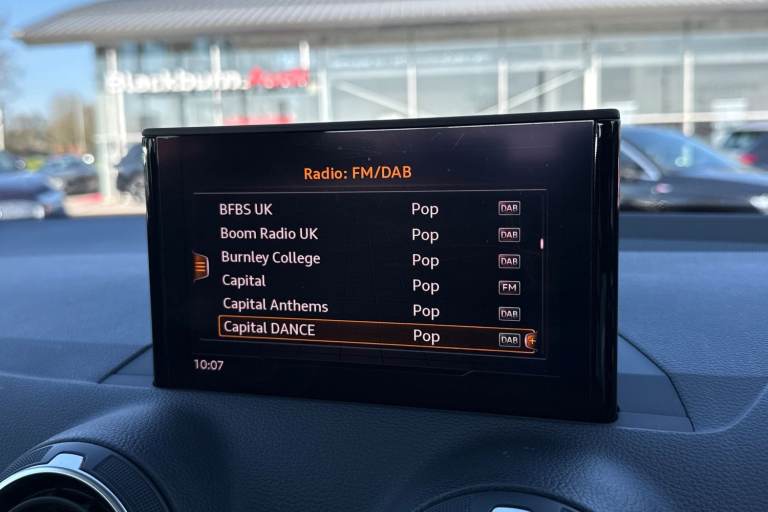 Blackburn Audi
Radio: FM/DAB
BFBS UK Pop DAB
Boom Radio UK Pop DAB
Burnley College Pop DAB
Capital Pop FM
Capital Anthems Pop DAB
Capital DANCE Pop DAB
10:07